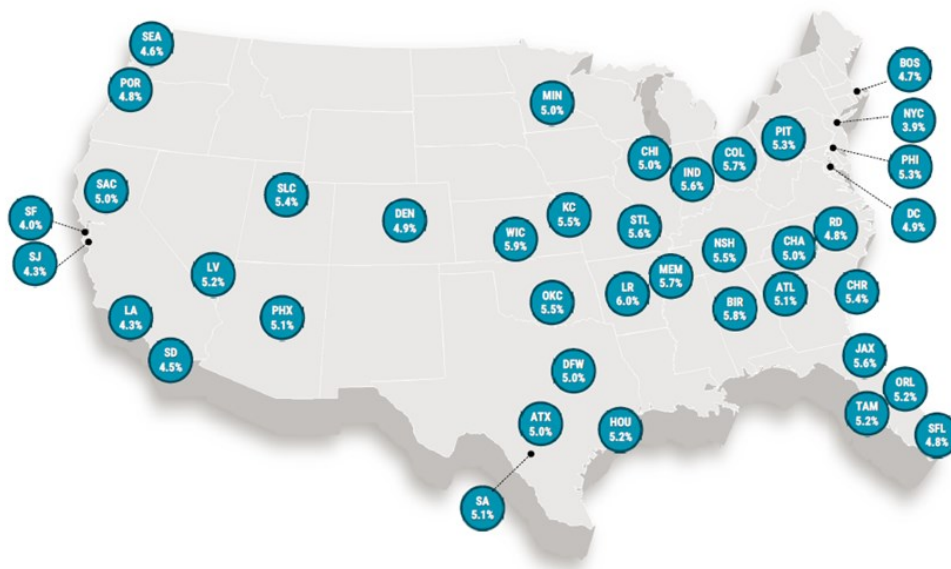 SEA
4.6%
POR
4.8%
BOS
4.7%
MIN
5.0%
NYC
3.9%
PIT
5.3%
CHI
5.0%
COL
5.7%
PHI
5.3%
IND
5.6%
SAC
5.0%
SLC
5.4%
SF
4.0%
DEN
4.9%
KC
5.5%
STL
5.6%
DC
4.9%
RD
4.8%
WIC
5.9%
NSH
5.5%
CHA
5.0%
SJ
4.3%
LV
5.2%
MEM
5.7%
LR
6.0%
ATL
5.1%
CHR
5.4%
OKC
5.5%
BIR
5.8%
LA
4.3%
PHX
5.1%
SD
4.5%
JAX
5.6%
DFW
5.0%
ORL
5.2%
TAM
5.2%
ATX
5.0%
HOU
5.2%
SFL
4.8%
SA
5.1%